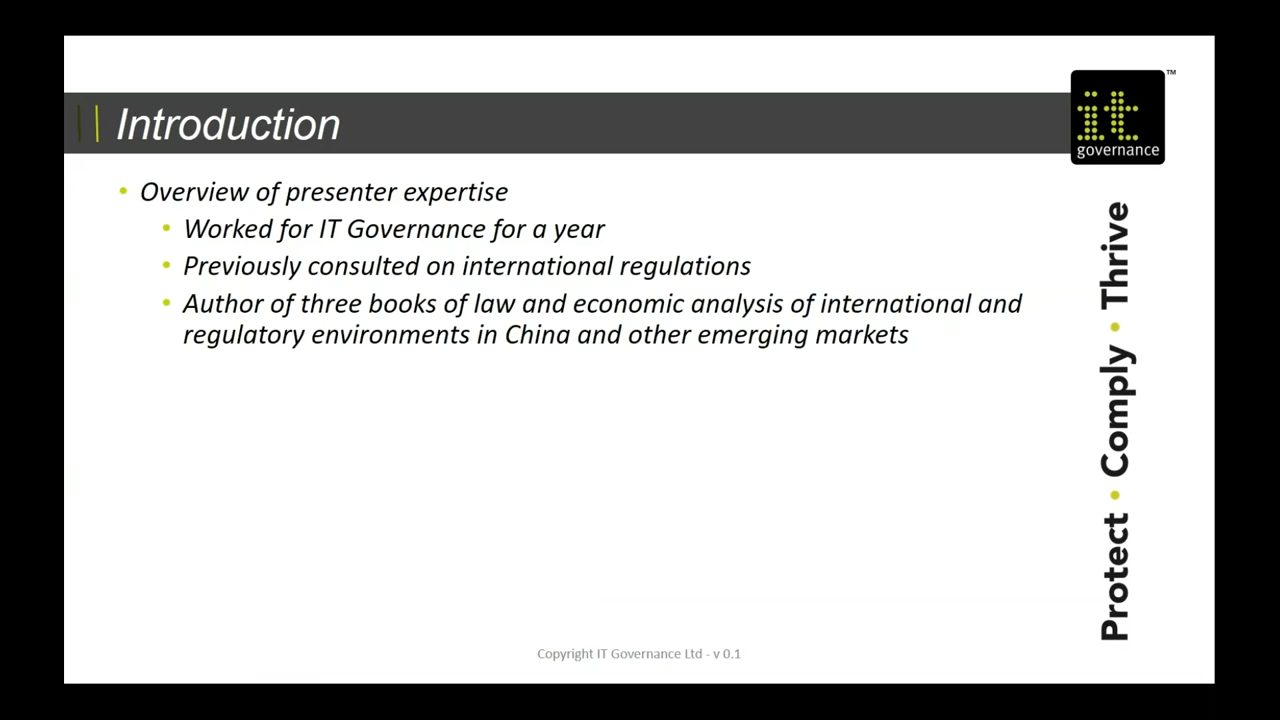 Introduction
it
governance
TM
• Overview of presenter expertise
• Worked for IT Governance for a year
• Previously consulted on international regulations
• Author of three books of law and economic analysis of international and
regulatory environments in China and other emerging markets
Protect • Comply • Thrive
Copyright IT Governance Ltd - v 0.1